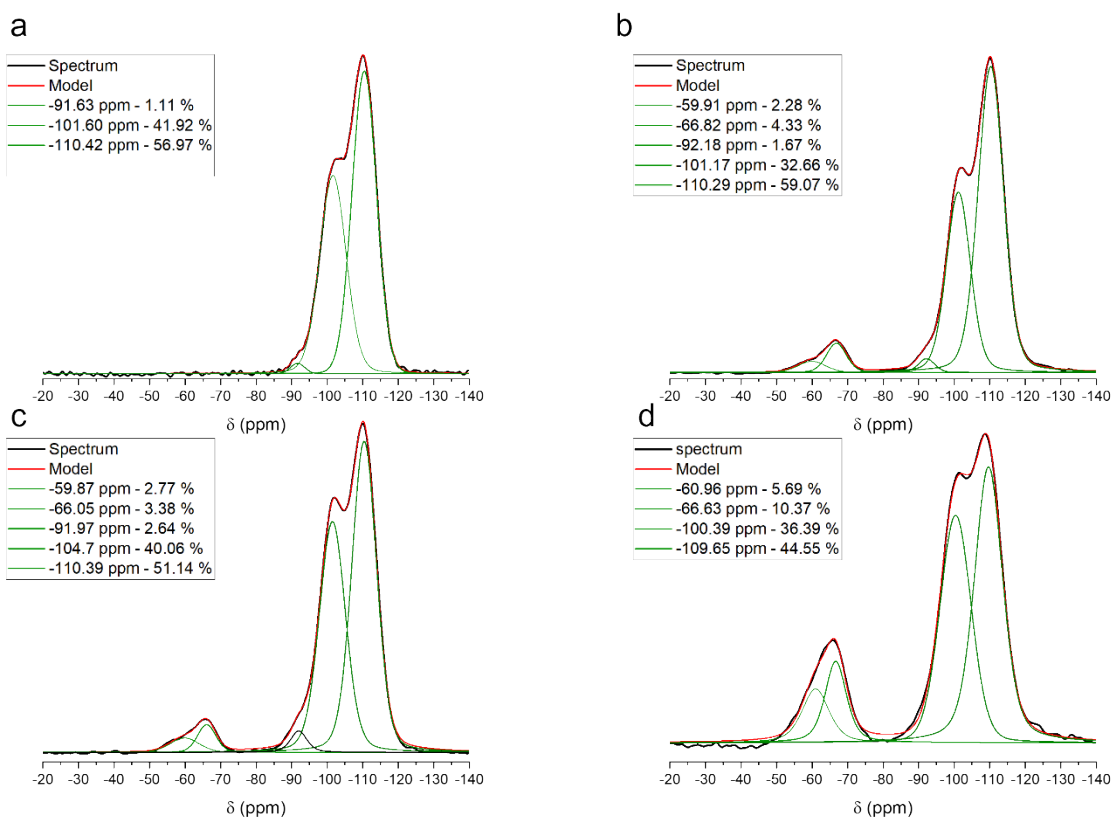 a
Spectrum
Model
-91.63 ppm - 1.11 %
-101.60 ppm - 41.92 %
-110.42 ppm - 56.97 %
-20 -30 -40 -50 -60 -70 -80 -90 -100 -110 -120 -130 -140
δ (ppm)
b
Spectrum
Model
-59.91 ppm - 2.28 %
-66.82 ppm - 4.33 %
-92.18 ppm - 1.67 %
-101.17 ppm - 32.66 %
-110.29 ppm - 59.07 %
-20 -30 -40 -50 -60 -70 -80 -90 -100 -110 -120 -130 -140
δ (ppm)
c
Spectrum
Model
-59.87 ppm - 2.77 %
-66.05 ppm - 3.38 %
-91.97 ppm - 2.64 %
-104.7 ppm - 40.06 %
-110.39 ppm - 51.14 %
-20 -30 -40 -50 -60 -70 -80 -90 -100 -110 -120 -130 -140
δ (ppm)
d
spectrum
Model
-60.96 ppm - 5.69 %
-66.63 ppm - 10.37 %
-100.39 ppm - 36.39 %
-109.65 ppm - 44.55 %
-20 -30 -40 -50 -60 -70 -80 -90 -100 -110 -120 -130 -140
δ (ppm)